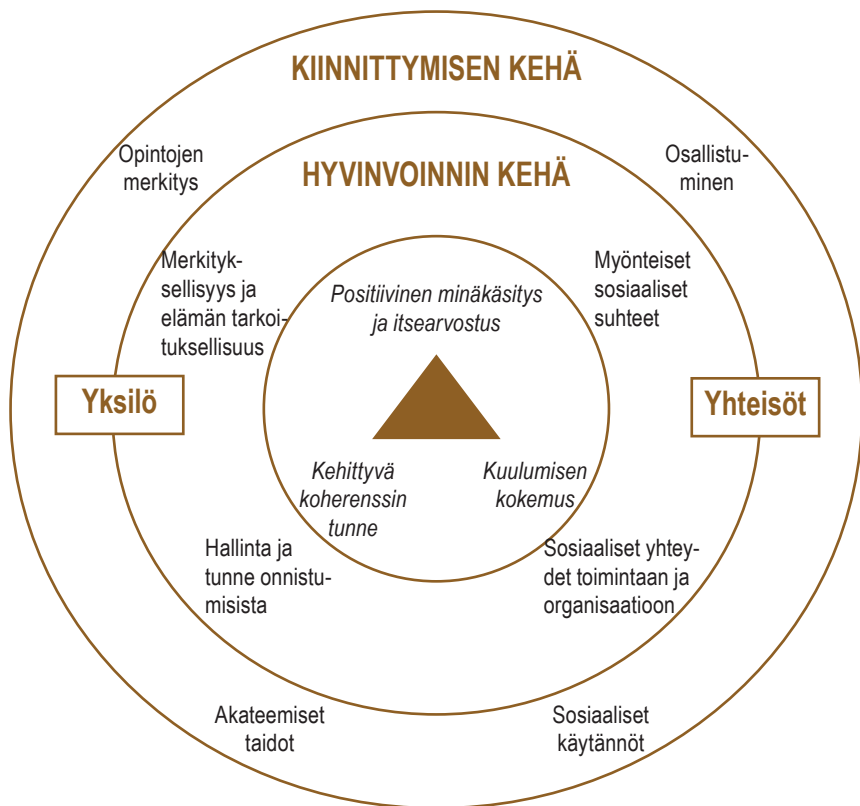 KIINNITTYMISEN KEHÄ
Opintojen
merkitys
Osallistu-
minen
HYVINVOINNIN KEHÄ
Merkityk-
sellisyys ja
elämän tarkoi-
tuksellisuus
Myönteiset
sosiaaliset
suhteet
Positiivinen minäkäsitys
ja itsearvostus
Yksilö
Yhteisöt
Kehittyvä
koherenssin
tunne
Kuulumisen
kokemus
Hallinta ja
tunne onnistu-
misista
Sosiaaliset yhtey-
det toimintaan ja
organisaatioon
Akateemiset
taidot
Sosiaaliset
käytännöt